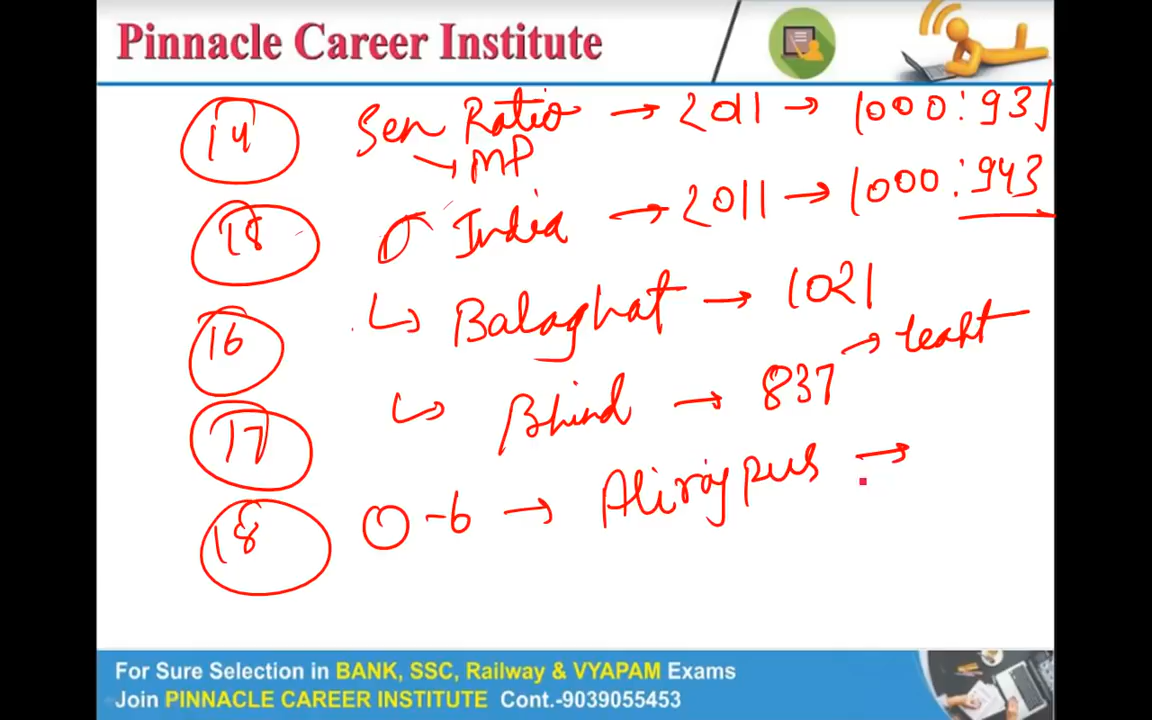 Pinnacle Career Institute
14 Sex Ratio → 2011 → 1000:931
→ MP
15 India → 2011 → 1000:943
16 ↳ Balaghat → 1021
17 ↳ Bhind → 837 → least
18 0-6 → Alirajpur →
For Sure Selection in BANK, SSC, Railway & VYAPAM Exams
Join PINNACLE CAREER INSTITUTE Cont.-9039055453